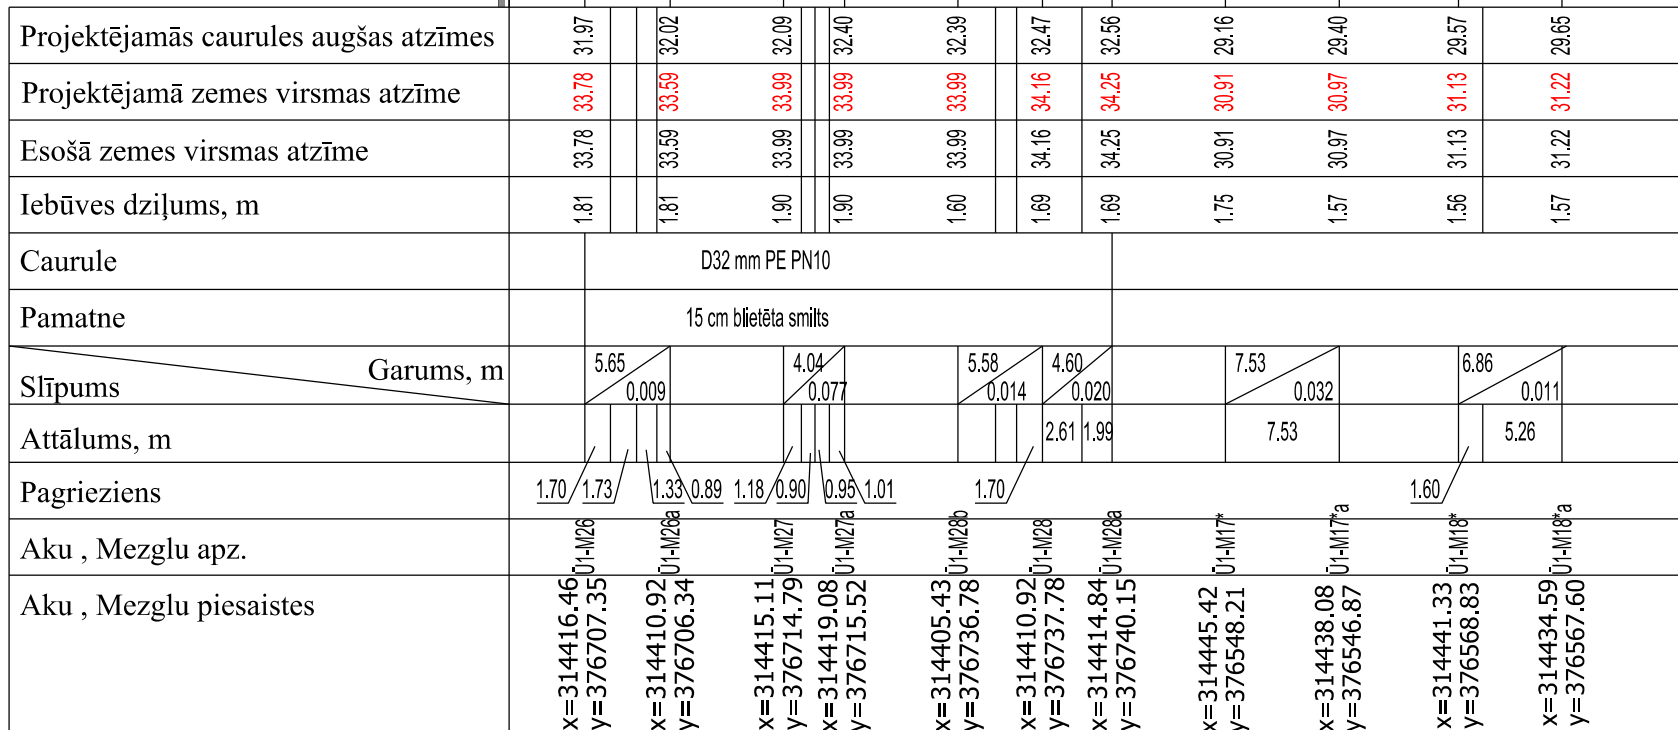 Projektējamās caurules augšas atzīmes 31.97 32.02 32.09 32.40 32.39 32.47 32.56 29.16 29.40 29.57 29.65
Projektējamā zemes virsmas atzīme 33.78 33.59 33.99 33.99 33.99 34.16 34.25 30.91 30.97 31.13 31.22
Esošā zemes virsmas atzīme 33.78 33.59 33.99 33.99 33.99 34.16 34.25 30.91 30.97 31.13 31.22
Iebūves dziļums, m 1.81 1.81 1.90 1.90 1.60 1.69 1.69 1.75 1.57 1.56 1.57
Caurule D32 mm PE PN10
Pamatne 15 cm blietēta smilts
Garums, m 5.65 4.04 5.58 4.60 7.53 6.86
Slīpums 0.009 0.077 0.014 0.020 0.032 0.011
Attālums, m 2.61 1.99 7.53 5.26
Pagrieziens 1.70 1.73 1.33 0.89 1.18 0.90 0.95 1.01 1.70 1.60
Aku , Mezglu apz. Ū1-M26 Ū1-M26a Ū1-M27 Ū1-M27a Ū1-M28b Ū1-M28 Ū1-M28a Ū1-M17* Ū1-M17*a Ū1-M18* Ū1-M18*a
Aku , Mezglu piesaistes
x=314416.46
y=376707.35
x=314410.92
y=376706.34
x=314415.11
y=376714.79
x=314419.08
y=376715.52
x=314405.43
y=376736.78
x=314410.92
y=376737.78
x=314414.84
y=376740.15
x=314445.42
y=376548.21
x=314438.08
y=376546.87
x=314441.33
y=376568.83
x=314434.59
y=376567.60